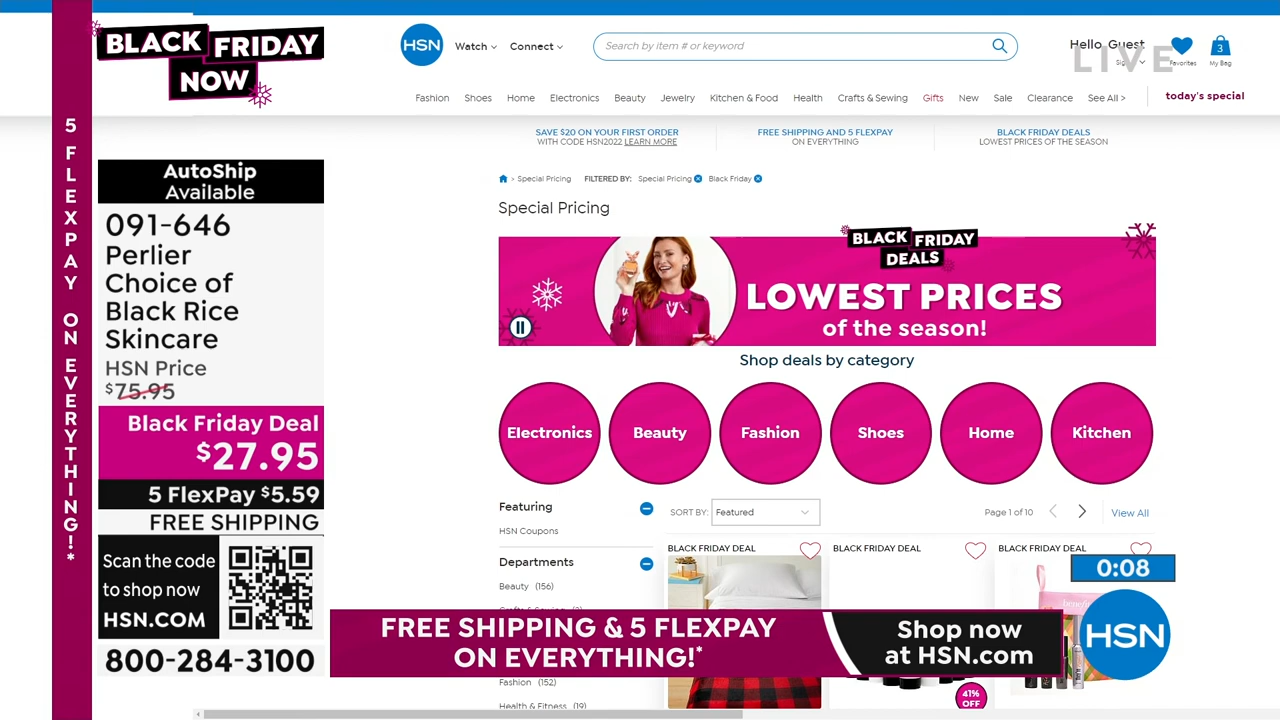 BLACK FRIDAY
NOW
5 FLEXPAY ON EVERYTHING!*
AutoShip
Available
091-646
Perlier
Choice of
Black Rice
Skincare
HSN Price
$75.95
Black Friday Deal
$27.95
5 FlexPay $5.59
FREE SHIPPING
Scan the code
to shop now
HSN.COM
800-284-3100
HSN
Watch
Connect
Search by item # or keyword
Hello, Guest
LIVE
Favorites
3
My Bag
Fashion Shoes Home Electronics Beauty Jewelry Kitchen & Food Health Crafts & Sewing Gifts New Sale Clearance See All > today's special
SAVE $20 ON YOUR FIRST ORDER
WITH CODE HSN2022 LEARN MORE
FREE SHIPPING AND 5 FLEXPAY
ON EVERYTHING
BLACK FRIDAY DEALS
LOWEST PRICES OF THE SEASON
> Special Pricing FILTERED BY: Special Pricing Black Friday
Special Pricing
BLACK FRIDAY
DEALS
LOWEST PRICES
of the season!
Shop deals by category
Electronics Beauty Fashion Shoes Home Kitchen
Featuring
HSN Coupons
Departments
Beauty (156)
SORT BY: Featured
Page 1 of 10
View All
BLACK FRIDAY DEAL
BLACK FRIDAY DEAL
BLACK FRIDAY DEAL
0:08
benefit
FREE SHIPPING & 5 FLEXPAY
ON EVERYTHING!*
Shop now
at HSN.com
HSN
Fashion (152)
Health & Fitness (19)
41%
OFF